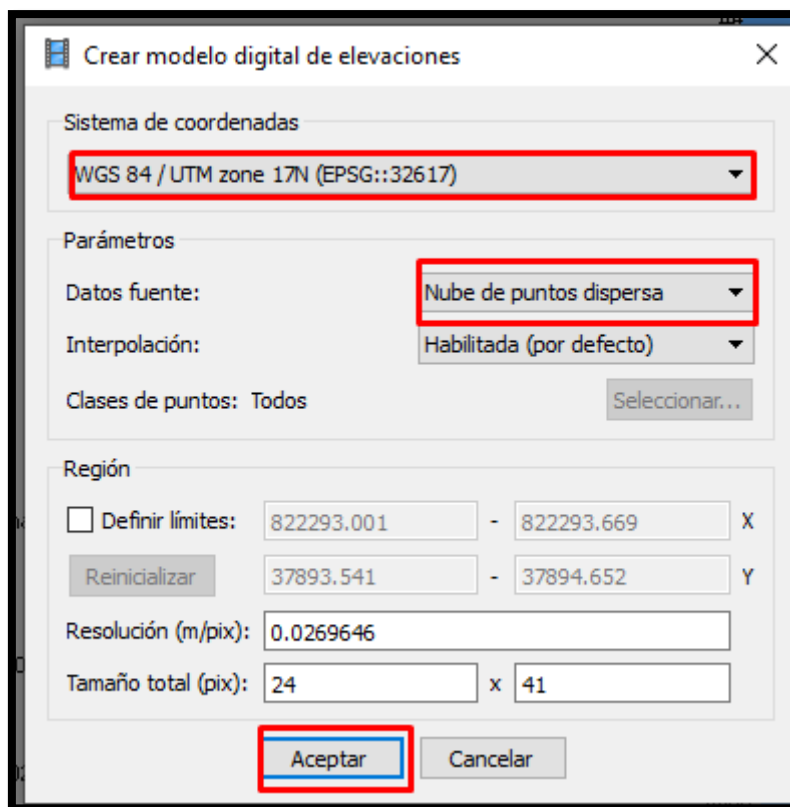 Crear modelo digital de elevaciones
Sistema de coordenadas
WGS 84 / UTM zone 17N (EPSG::32617)
Parámetros
Datos fuente: Nube de puntos dispersa
Interpolación: Habilitada (por defecto)
Clases de puntos: Todos Seleccionar...
Región
Definir límites: 822293.001 - 822293.669 X
Reinicializar 37893.541 - 37894.652 Y
Resolución (m/pix): 0.0269646
Tamaño total (pix): 24 x 41
Aceptar Cancelar